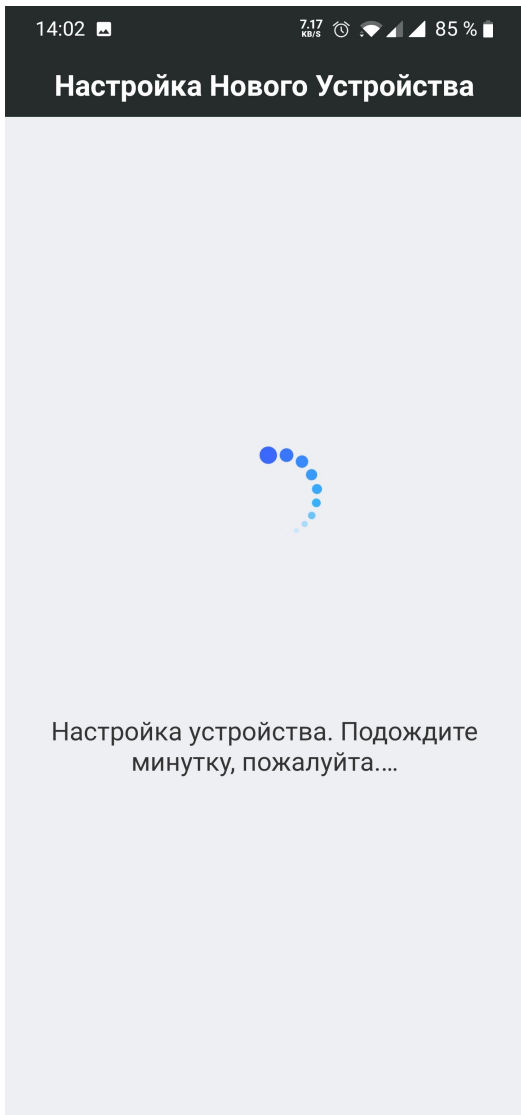 14:02
7.17
KB/S
85 %
Настройка Нового Устройства
Настройка устройства. Подождите
минутку, пожалуйта....